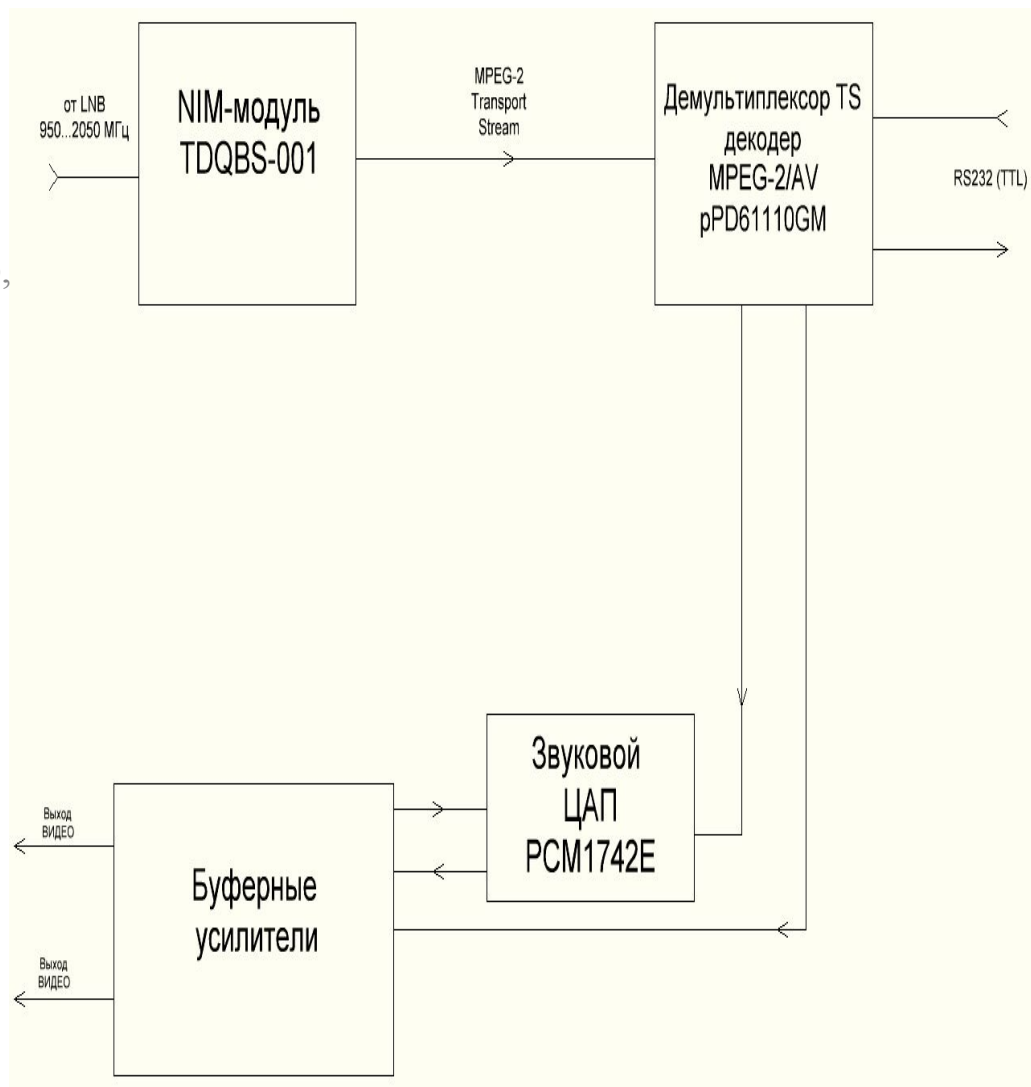 от LNB
950...2050 МГц
NIM-модуль
TDQBS-001
MPEG-2
Transport
Stream
Демультиплексор TS
декодер
MPEG-2/AV
pPD61110GM
RS232 (TTL)
,
Звуковой
ЦАП
PCM1742E
Выход
ВИДЕО
Буферные
усилители
Выход
ВИДЕО